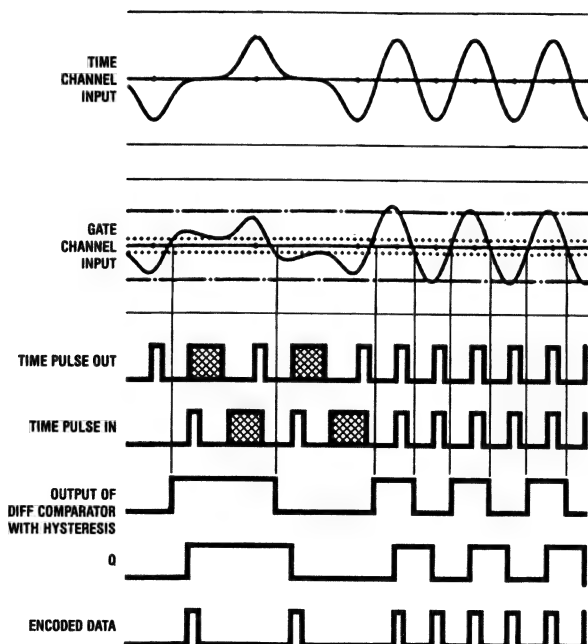 TIME
CHANNEL
INPUT
GATE
CHANNEL
INPUT
TIME PULSE OUT
TIME PULSE IN
OUTPUT OF
DIFF COMPARATOR
WITH HYSTERESIS
Q
ENCODED DATA